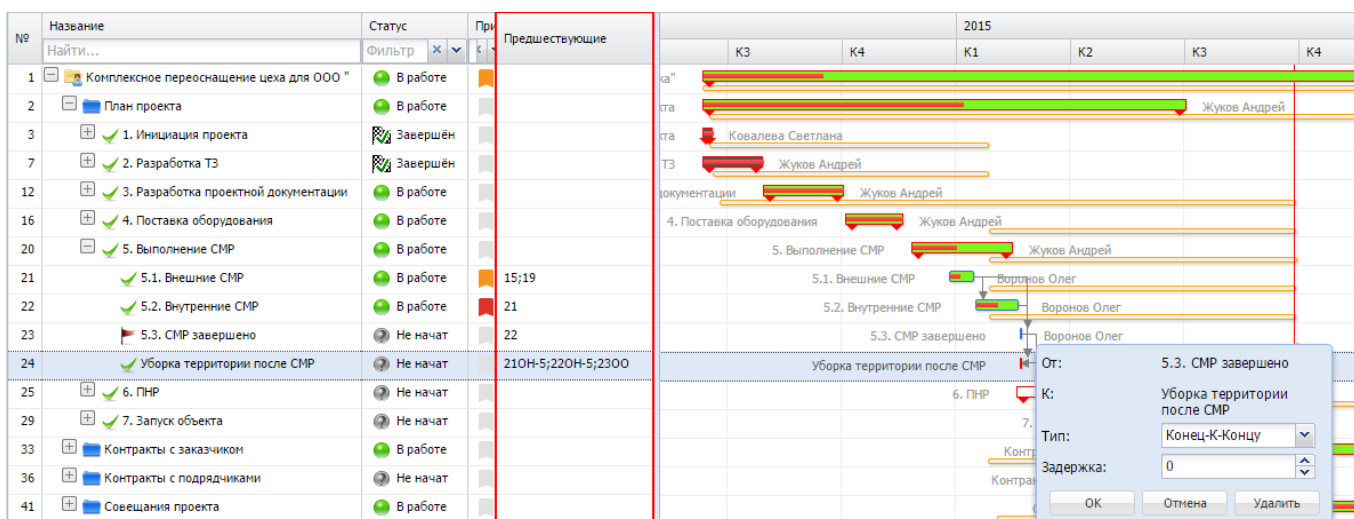 № Название Статус При Предшествующие 2015
Найти... Фильтр К3 К4 К1 К2 К3 К4
1 Комплексное переоснащение цеха для ООО " В работе ка"
2 План проекта В работе кта Жуков Андрей
3 1. Инициация проекта Завершён кта Ковалева Светлана
7 2. Разработка ТЗ Завершён ТЗ Жуков Андрей
12 3. Разработка проектной документации В работе документации Жуков Андрей
16 4. Поставка оборудования В работе 4. Поставка оборудования Жуков Андрей
20 5. Выполнение СМР В работе 5. Выполнение СМР Жуков Андрей
21 5.1. Внешние СМР В работе 15;19 5.1. Внешние СМР Воронов Олег
22 5.2. Внутренние СМР В работе 21 5.2. Внутренние СМР Воронов Олег
23 5.3. СМР завершено Не начат 22 5.3. СМР завершено Воронов Олег
24 Уборка территории после СМР Не начат 21ОН-5;22ОН-5;23ОО Уборка территории после СМР
25 6. ПНР Не начат 6. ПНР
29 7. Запуск объекта Не начат 7.
33 Контракты с заказчиком В работе Контр
36 Контракты с подрядчиками Не начат Контрак
41 Совещания проекта В работе
От: 5.3. СМР завершено
К: Уборка территории
после СМР
Тип: Конец-К-Концу
Задержка: 0
ОК Отмена Удалить